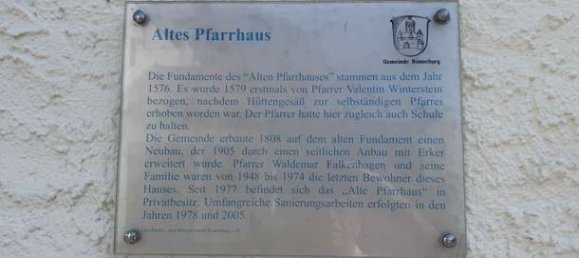 Altes Pfarrhaus
Gemeinde Ronneburg
Die Fundamente des "Alten Pfarrhauses" stammen aus dem Jahr
1576. Es wurde 1579 erstmals von Pfarrer Valentin Winterstein
bezogen, nachdem Hüttengesäß zur selbständigen Pfarrei
erhoben worden war. Der Pfarrer hatte hier zugleich auch Schule
zu halten.
Die Gemeinde erbaute 1808 auf dem alten Fundament einen
Neubau, der 1905 durch einen seitlichen Anbau mit Erker
erweitert wurde. Pfarrer Waldemar Falkenhagen und seine
Familie waren von 1948 bis 1974 die letzten Bewohner dieses
Hauses. Seit 1977 befindet sich das „Alte Pfarrhaus" in
Privatbesitz. Umfangreiche Sanierungsarbeiten erfolgten in den
Jahren 1978 und 2005.